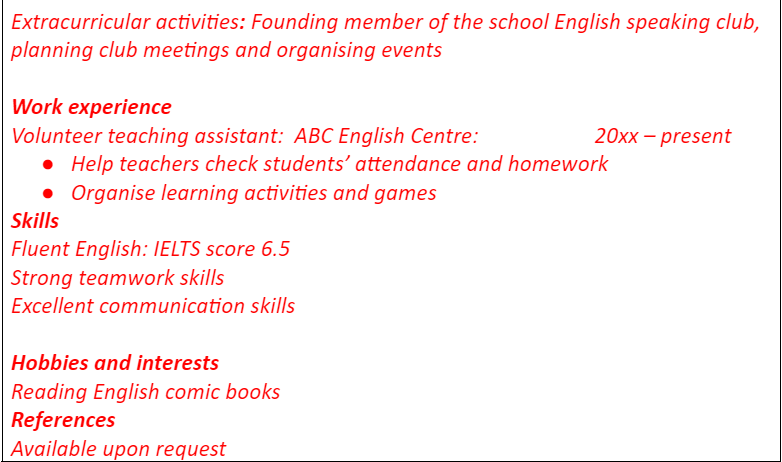 Extracurricular activities: Founding member of the school English speaking club,
planning club meetings and organising events
Work experience
Volunteer teaching assistant: ABC English Centre: 20xx – present
● Help teachers check students’ attendance and homework
● Organise learning activities and games
Skills
Fluent English: IELTS score 6.5
Strong teamwork skills
Excellent communication skills
Hobbies and interests
Reading English comic books
References
Available upon request